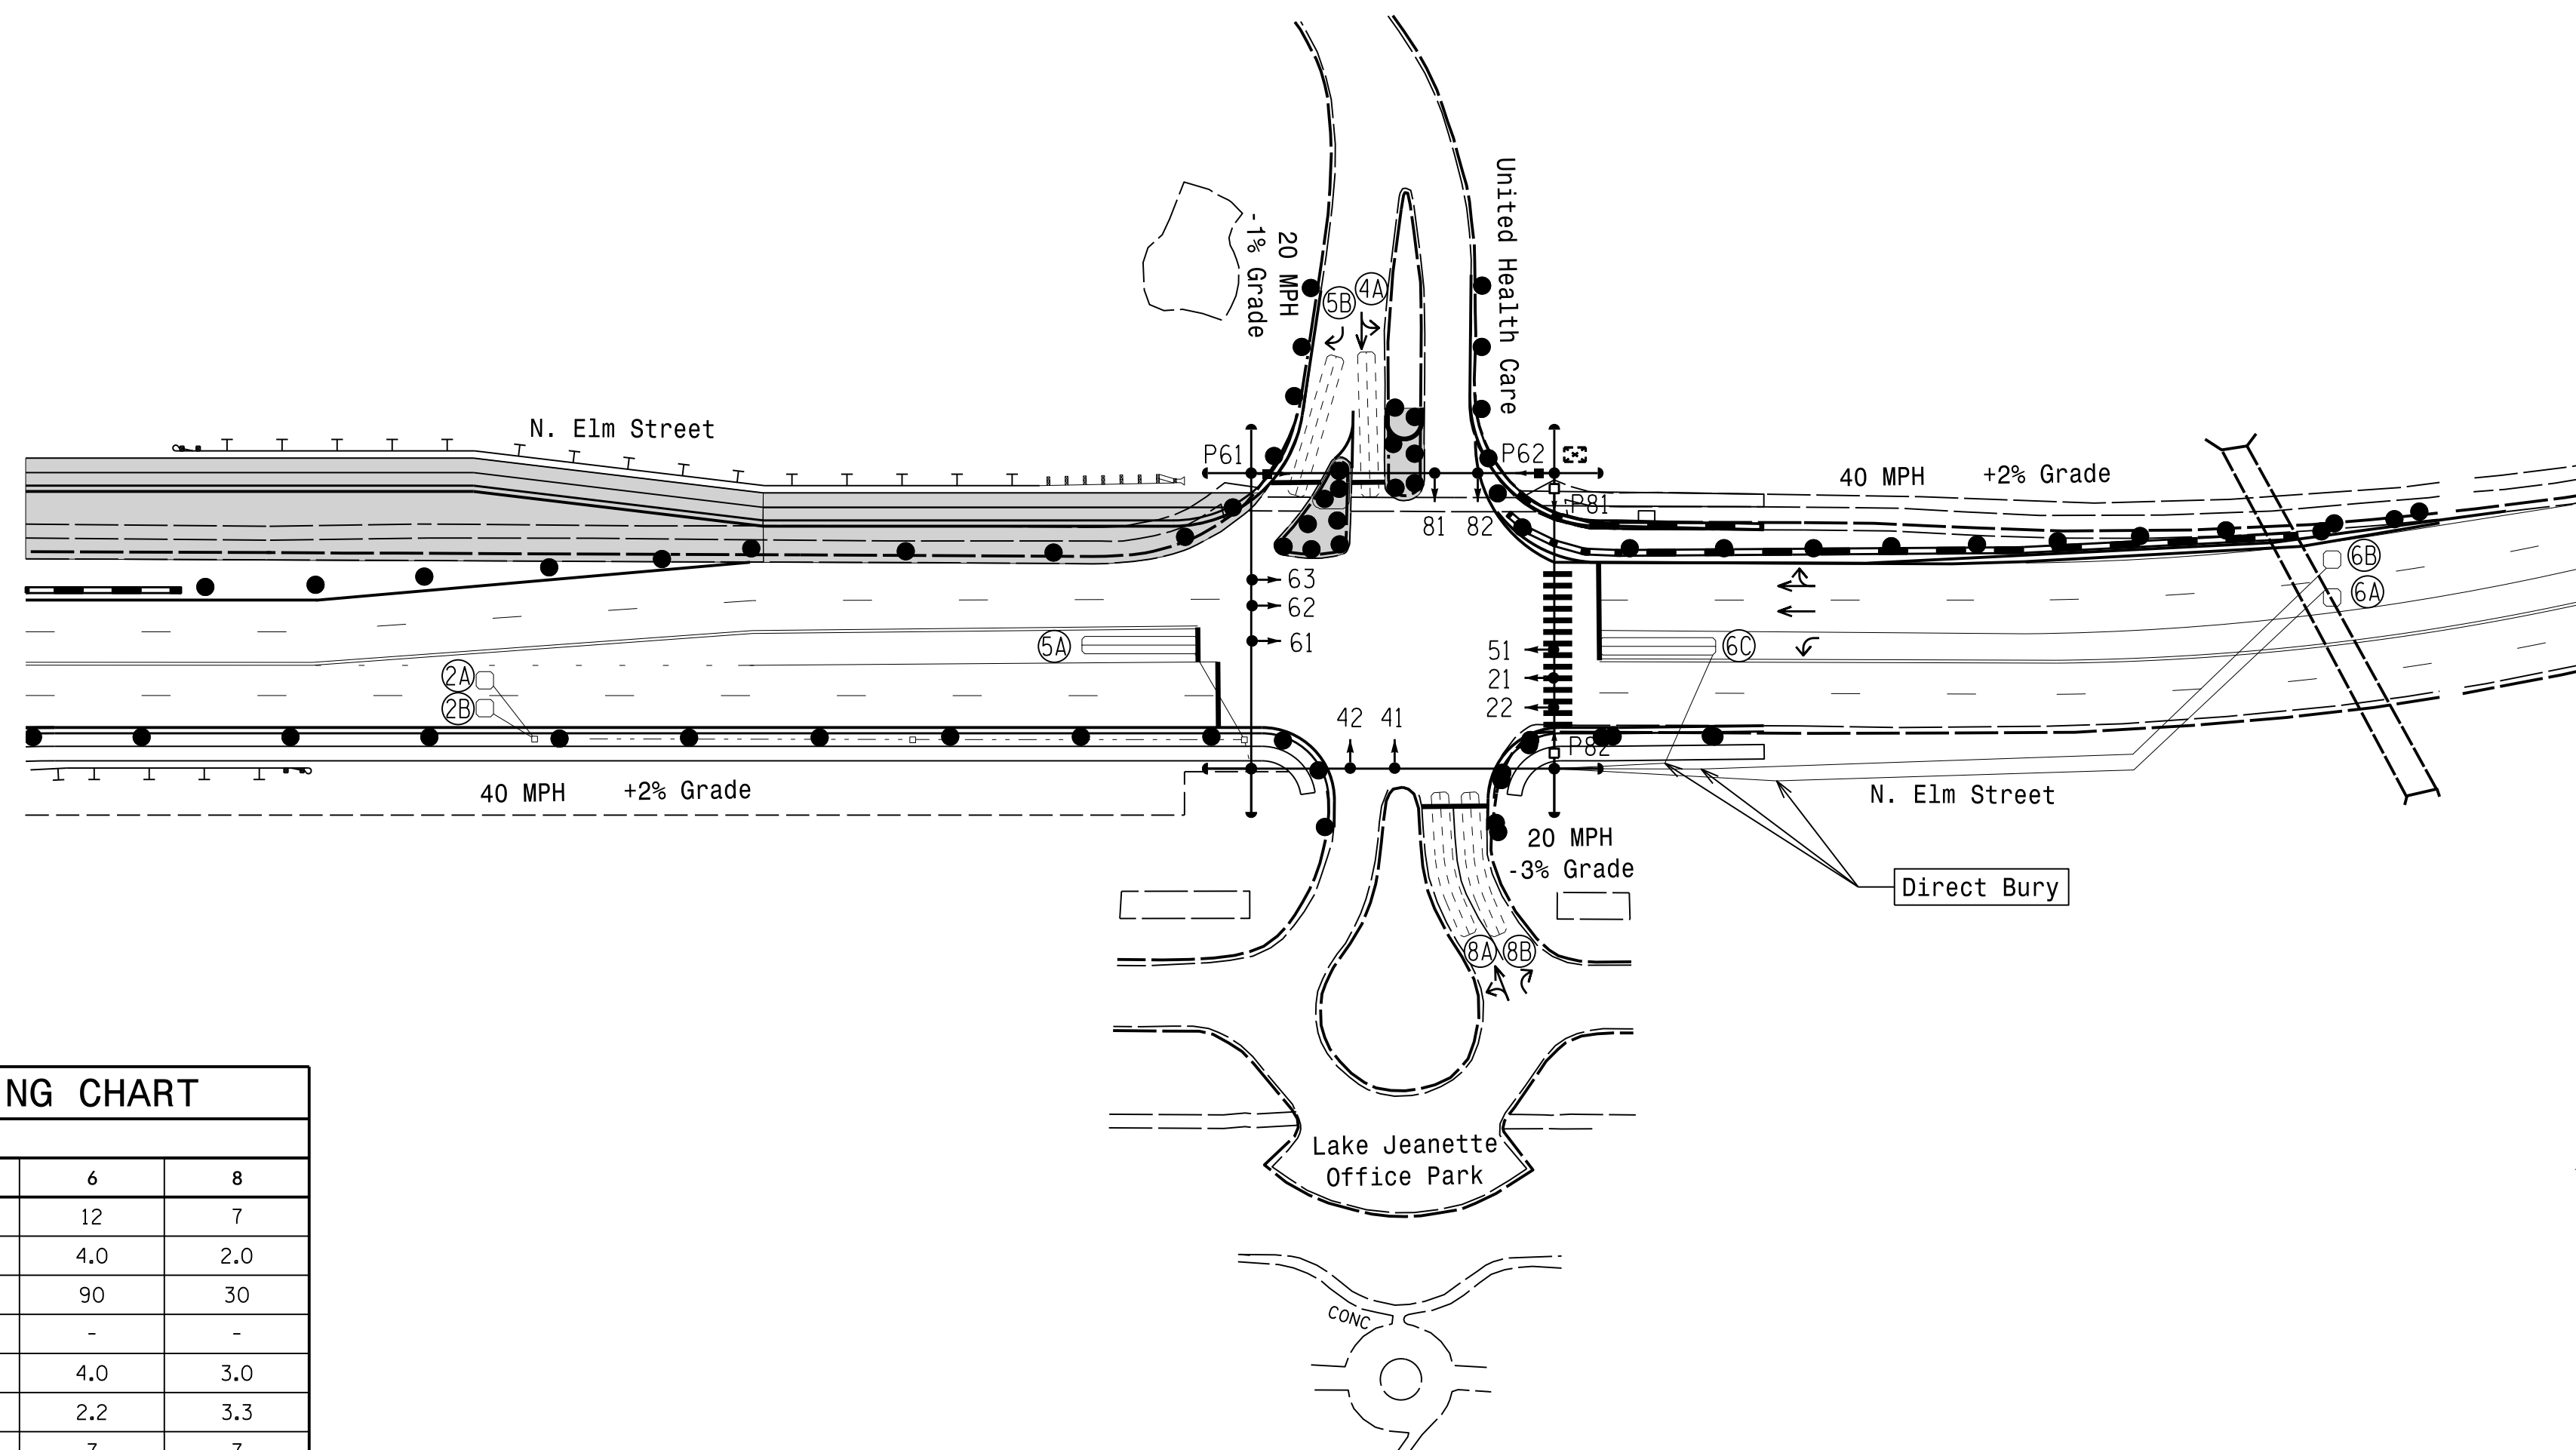 United Health Care
20 MPH
-1% Grade
5B
4A
N. Elm Street
P61
P62
40 MPH +2% Grade
P81
81
82
6B
6A
63
62
61
5A
51
21
22
6C
2A
2B
42
41
P82
40 MPH +2% Grade
N. Elm Street
20 MPH
-3% Grade
Direct Bury
8A
8B
NG CHART
6 8
12 7
4.0 2.0
90 30
- -
4.0 3.0
2.2 3.3
7 7
Lake Jeanette
Office Park
CONC